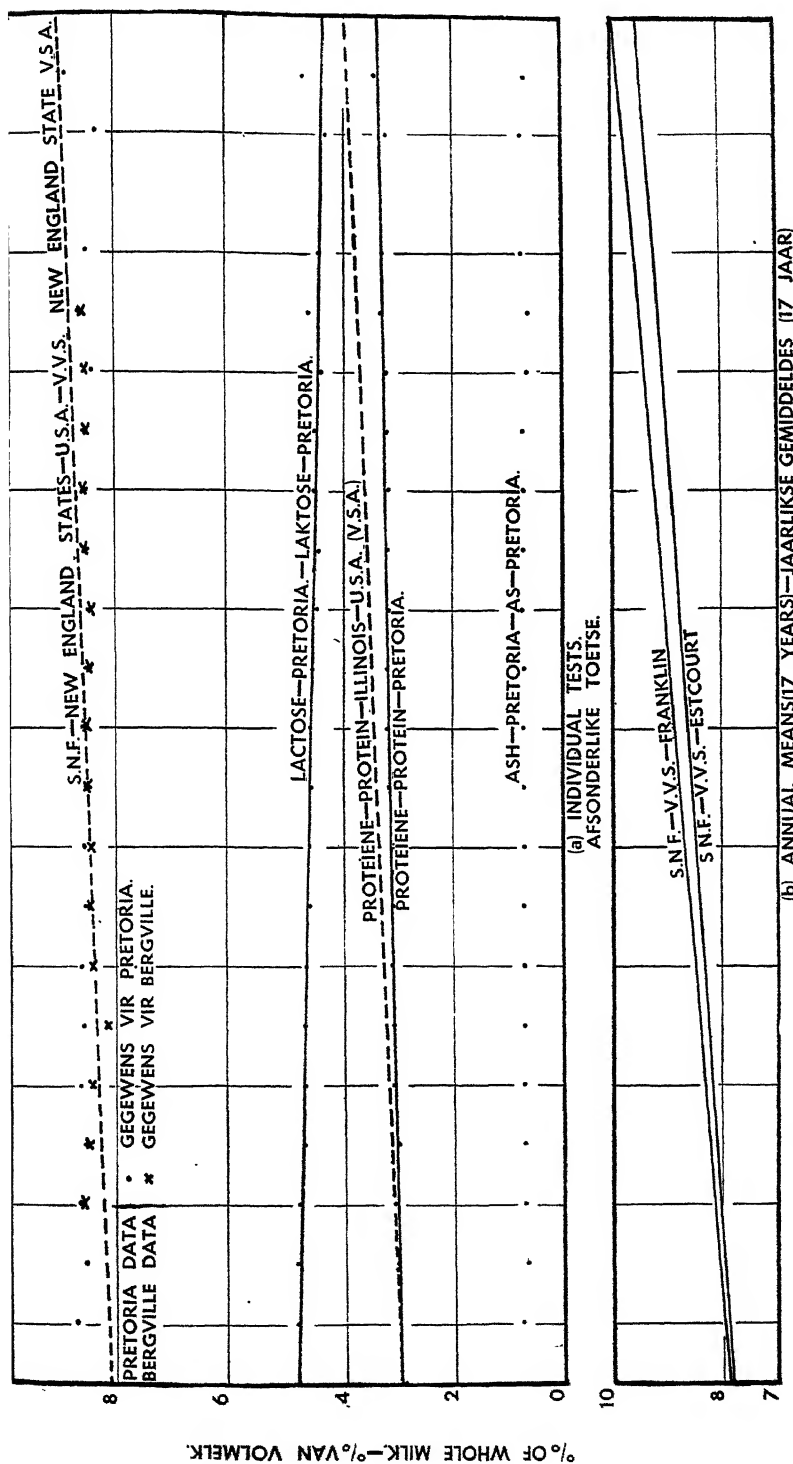 S.N.F.—NEW ENGLAND STATES—U.S.A.—V.V.S. NEW ENGLAND STATE V.S.A.
PRETORIA DATA • GEGEWENS VIR PRETORIA.
BERGVILLE DATA × GEGEWENS VIR BERGVILLE.
LACTOSE—PRETORIA.—LAKTOSE—PRETORIA.
PROTEIENE—PROTEIN—ILLINOIS—U.S.A. (V.S.A.)
PROTEIENE—PROTEIN—PRETORIA.
ASH—PRETORIA—AS—PRETORIA.
8
6
.4
2
0
(a) INDIVIDUAL TESTS.
AFSONDERLIKE TOETSE.
S.N.F.—V.V.S.—FRANKLIN
S N.F.—V.V.S.—ESTCOURT
10
8
7
(b) ANNUAL MEANS(17 YEARS)—JAARLIKSE GEMIDDELDES (17 JAAR)
% OF WHOLE MILK.—% VAN VOLMELK.